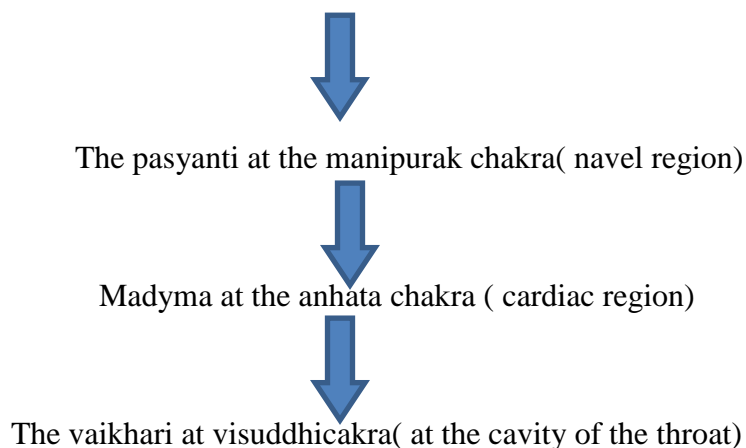 The pasyanti at the manipurak chakra( navel region)
Madyma at the anhata chakra ( cardiac region)
The vaikhari at visuddhicakra( at the cavity of the throat)